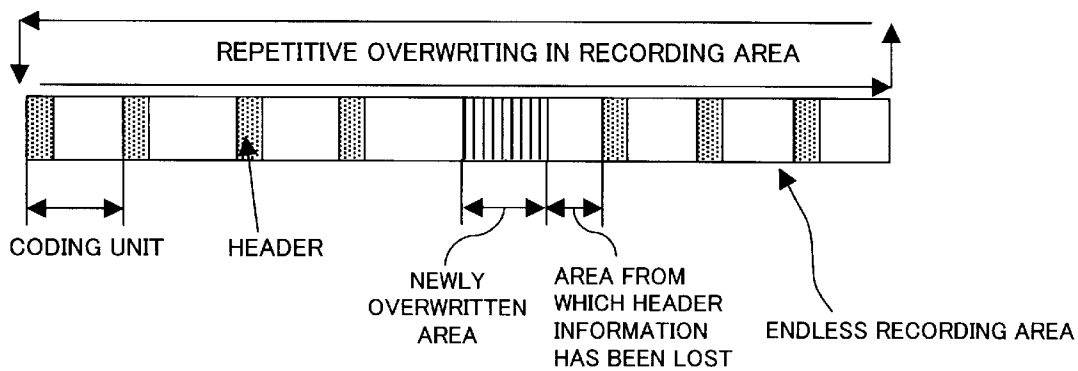 REPETITIVE OVERWRITING IN RECORDING AREA
CODING UNIT
HEADER
NEWLY
OVERWRITTEN
AREA
AREA FROM
WHICH HEADER
INFORMATION
HAS BEEN LOST
ENDLESS RECORDING AREA